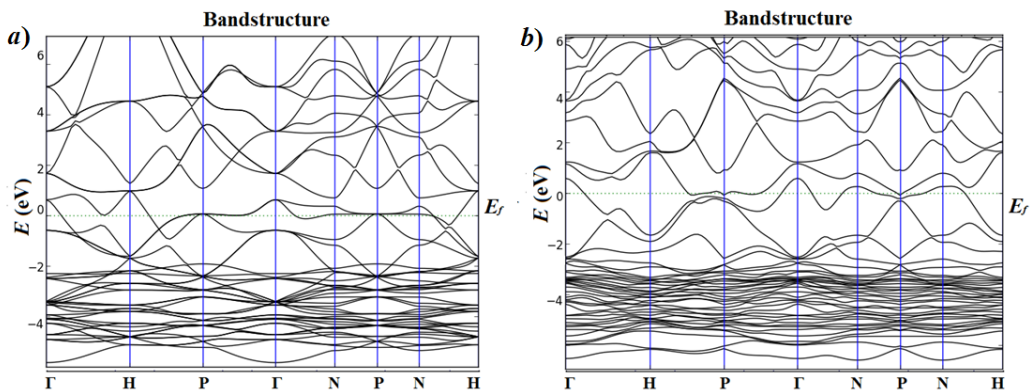 Bandstructure
a)
6
4
2
0
−2
−4
E (eV)
E_f
Γ H P Γ N P N H
Bandstructure
b)
6
4
2
0
−2
−4
E (eV)
E_f
Γ H P Γ N P N H